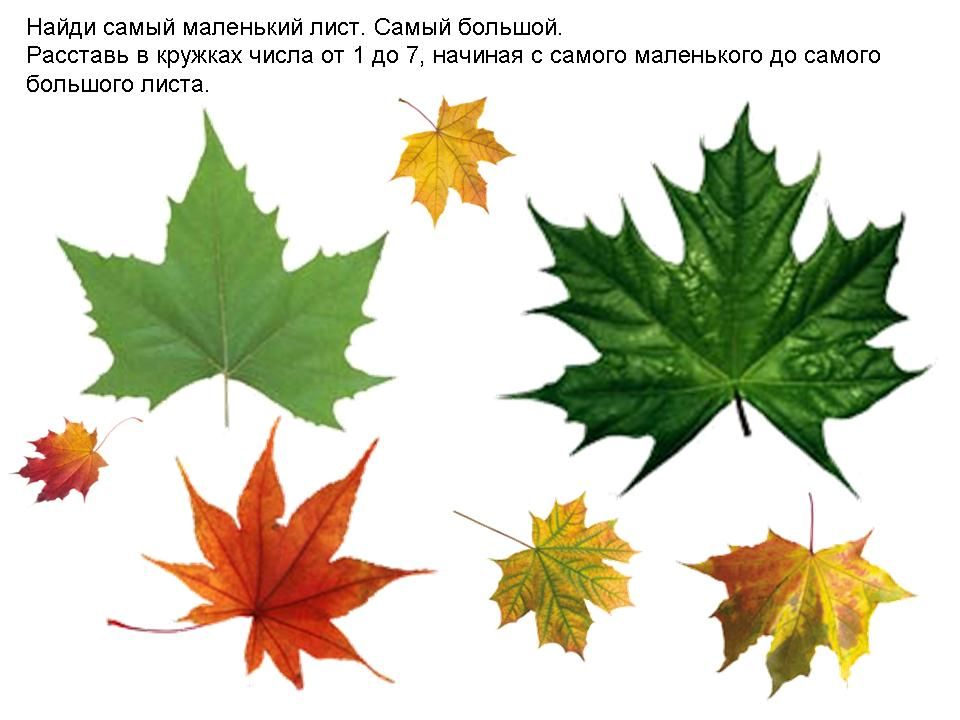 Найди самый маленький лист. Самый большой.
Расставь в кружках числа от 1 до 7, начиная с самого маленького до самого
большого листа.